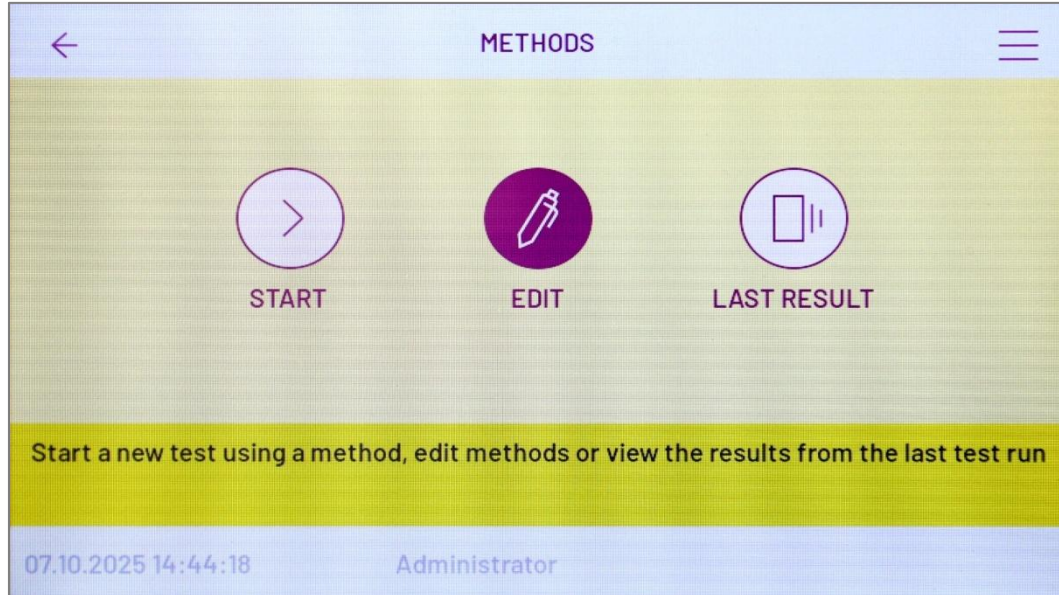 METHODS
START
EDIT
LAST RESULT
Start a new test using a method, edit methods or view the results from the last test run
07.10.2025 14:44:18
Administrator